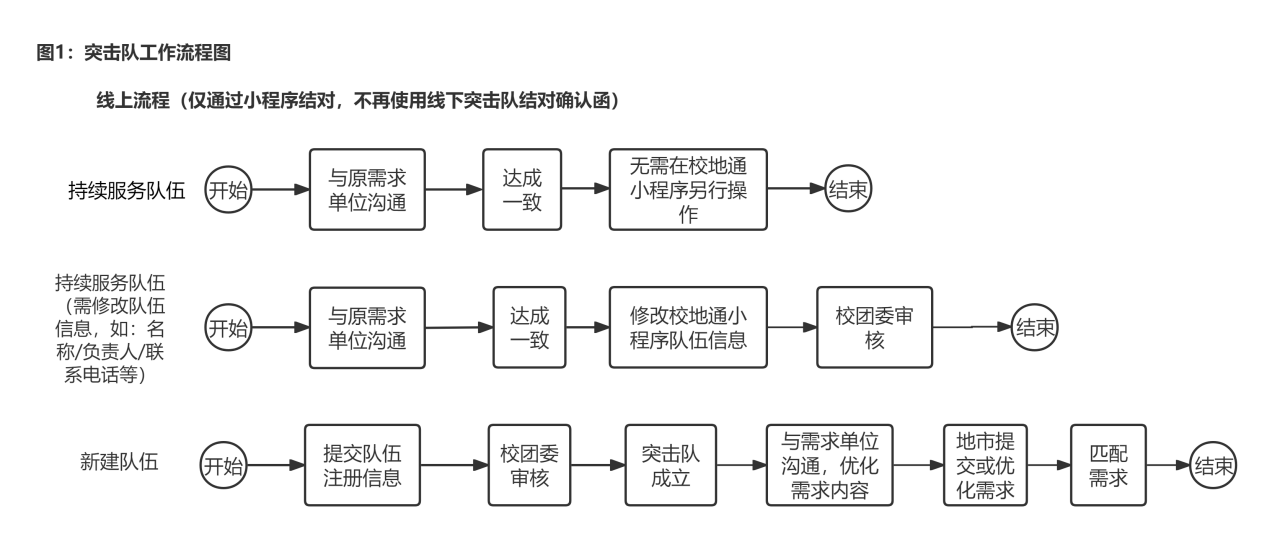 图1：突击队工作流程图
线上流程（仅通过小程序结对，不再使用线下突击队结对确认函）
持续服务队伍
开始
与原需求
单位沟通
达成
一致
无需在校地通
小程序另行操
作
结束
持续服务队伍
（需修改队伍
信息，如：名
称/负责人/联
系电话等）
开始
与原需求
单位沟通
达成
一致
修改校地通小
程序队伍信息
校团委审
核
结束
新建队伍
开始
提交队伍
注册信息
校团委
审核
突击队
成立
与需求单位
沟通，优化
需求内容
地市提
交或优
化需求
匹配
需求
结束